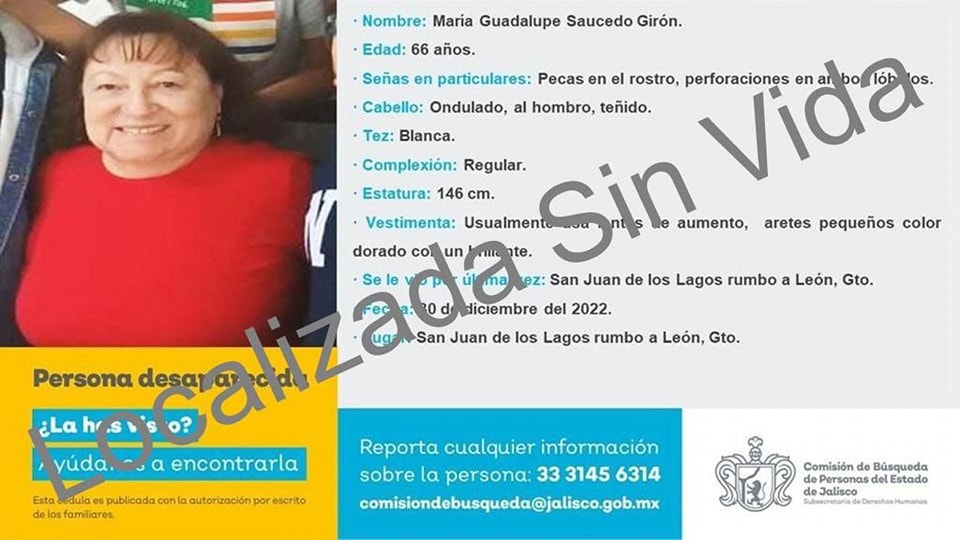 · Nombre: Maria Guadalupe Saucedo Girón.
· Edad: 66 años.
· Señas en particulares: Pecas en el rostro, perforaciones en ambos lóbulos.
· Cabello: Ondulado, al hombro, teñido.
· Tez: Blanca.
· Complexión: Regular.
· Estatura: 146 cm.
· Vestimenta: Usualmente usa lentes de aumento, aretes pequeños color
dorado con un brillante.
· Se le vio por última vez: San Juan de los Lagos rumbo a León, Gto.
· Fecha: 30 de diciembre del 2022.
· Lugar: San Juan de los Lagos rumbo a León, Gto.
Localizada Sin Vida
Persona desaparecida
¿La has visto?
Ayúdanos a encontrarla
Esta cédula es publicada con la autorización por escrito
de los familiares.
Reporta cualquier información
sobre la persona: 33 3145 6314
comisiondebusqueda@jalisco.gob.mx
Comisión de Búsqueda
de Personas del Estado
de Jalisco
Subsecretaría de Derechos Humanos